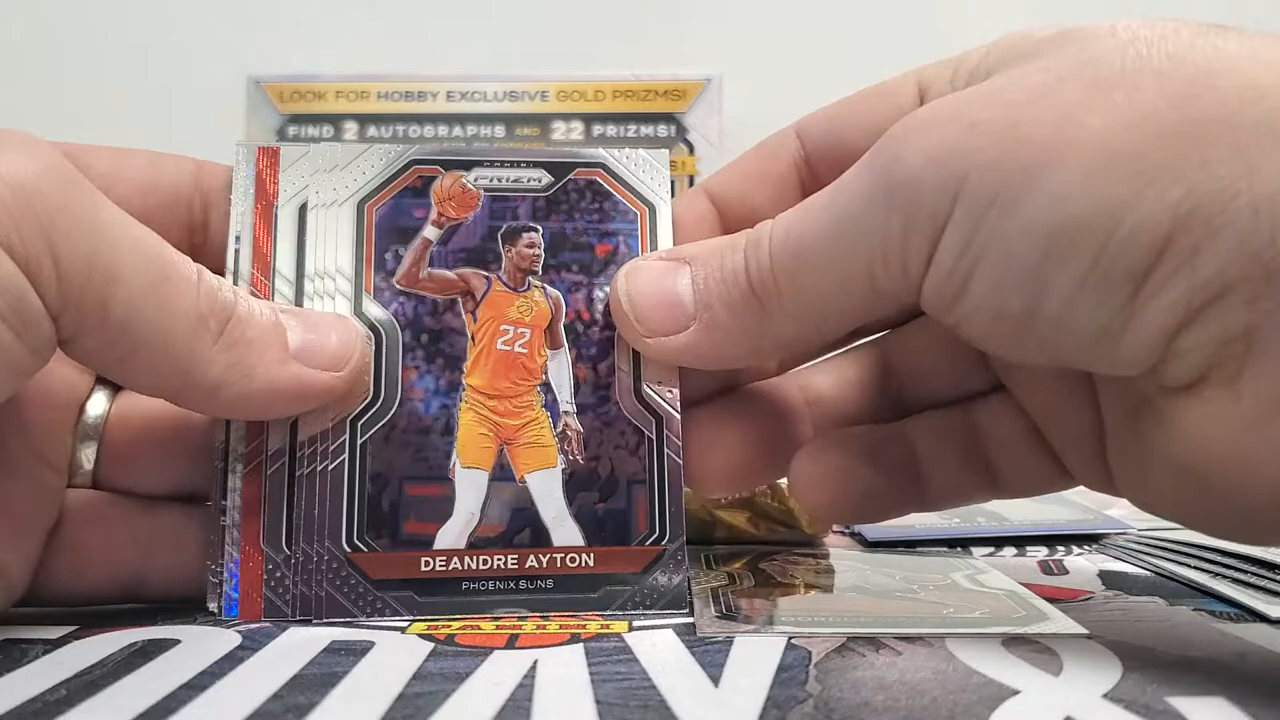 LOOK FOR HOBBY EXCLUSIVE GOLD PRIZMS!
FIND 2 AUTOGRAPHS AND 22 PRIZMS!
PANINI
PRIZM
22
DEANDRE AYTON
PHOENIX SUNS
PANINI